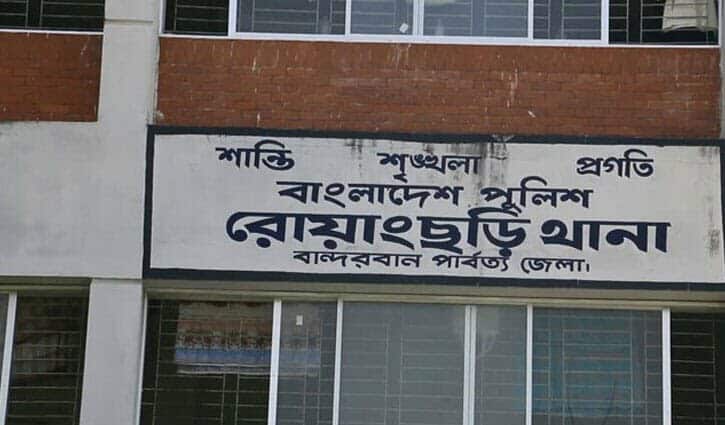 শান্তি শৃঙ্খলা প্রগতি
বাংলাদেশ পুলিশ
রোয়াংছড়ি থানা
বান্দরবান পার্বত্য জেলা।